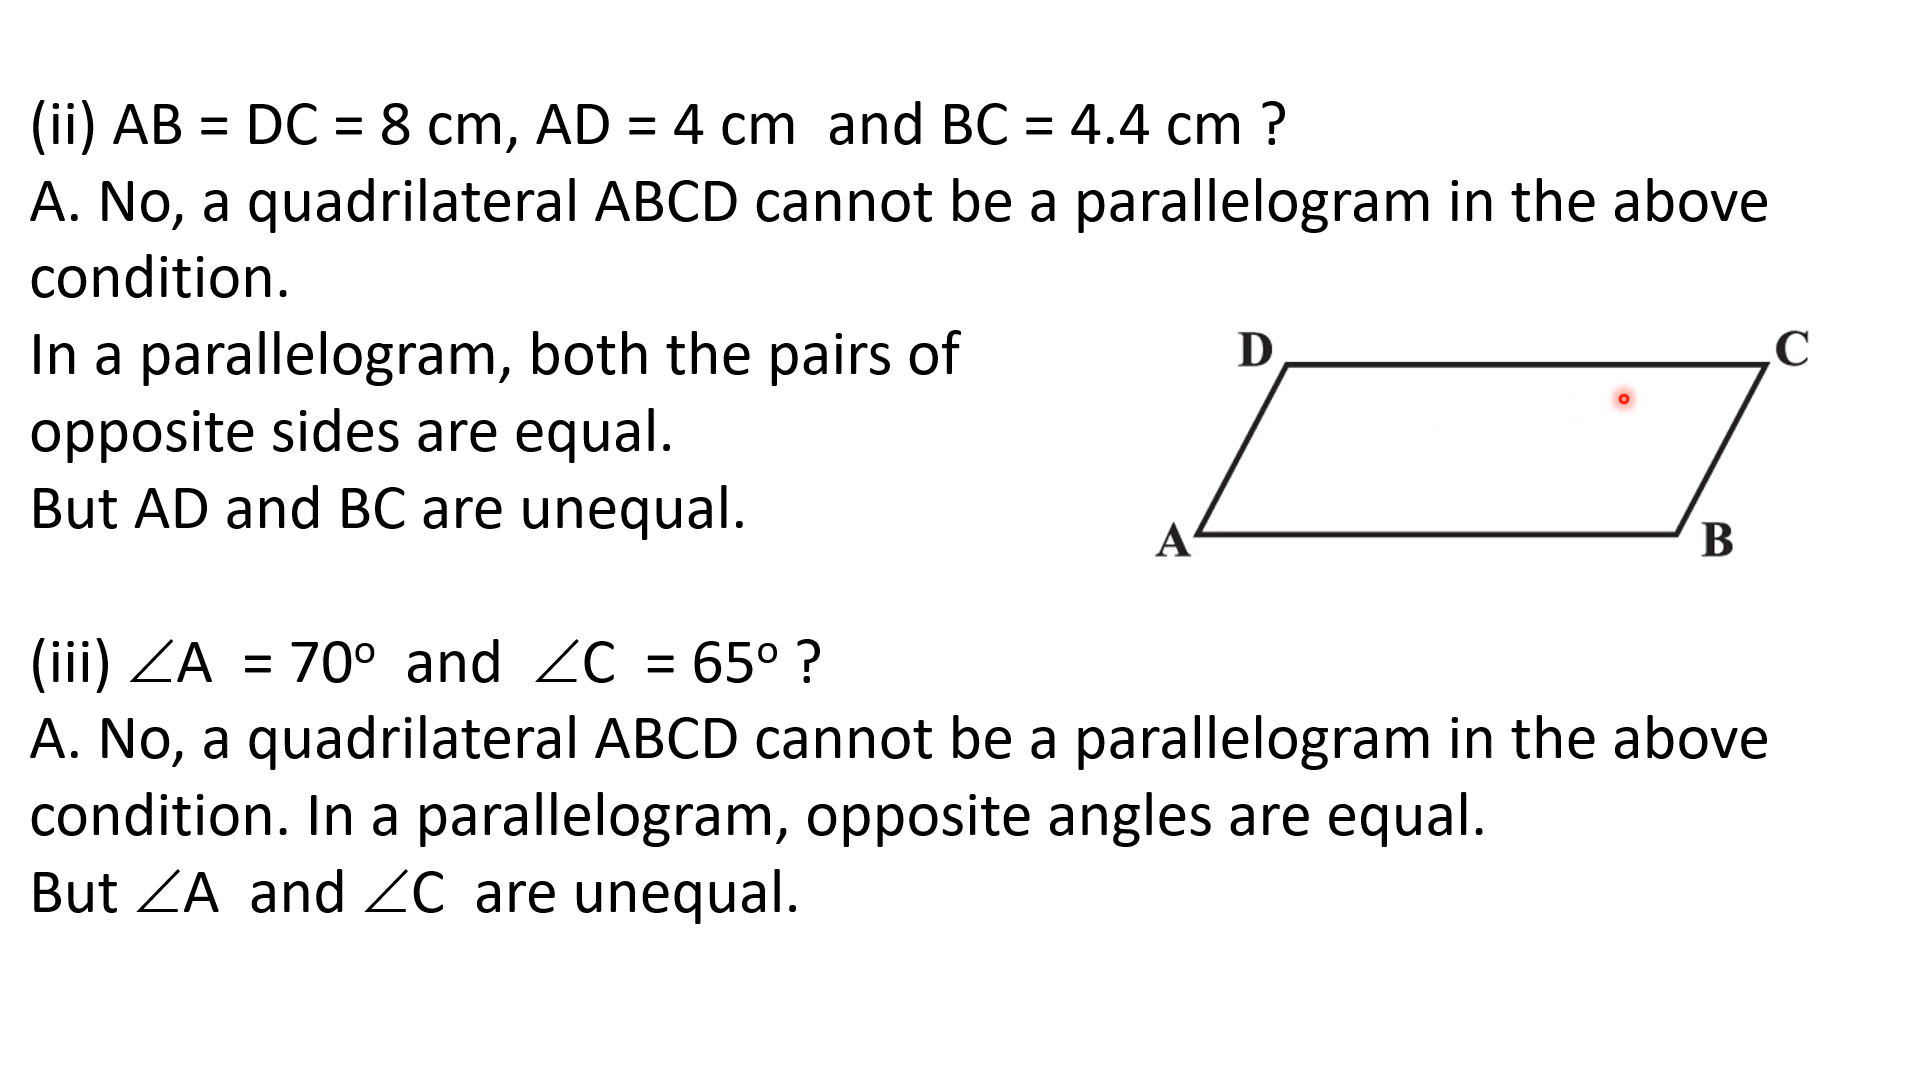 (ii) AB = DC = 8 cm, AD = 4 cm and BC = 4.4 cm ?
A. No, a quadrilateral ABCD cannot be a parallelogram in the above
condition.
In a parallelogram, both the pairs of
opposite sides are equal.
But AD and BC are unequal.
D C
A B
(iii) ∠A = 70º and ∠C = 65º ?
A. No, a quadrilateral ABCD cannot be a parallelogram in the above
condition. In a parallelogram, opposite angles are equal.
But ∠A and ∠C are unequal.